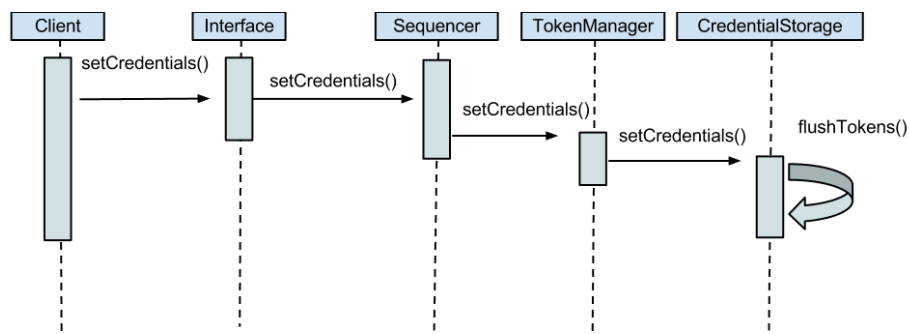 Client
Interface
Sequencer
TokenManager
CredentialStorage
setCredentials()
setCredentials()
setCredentials()
setCredentials()
flushTokens()